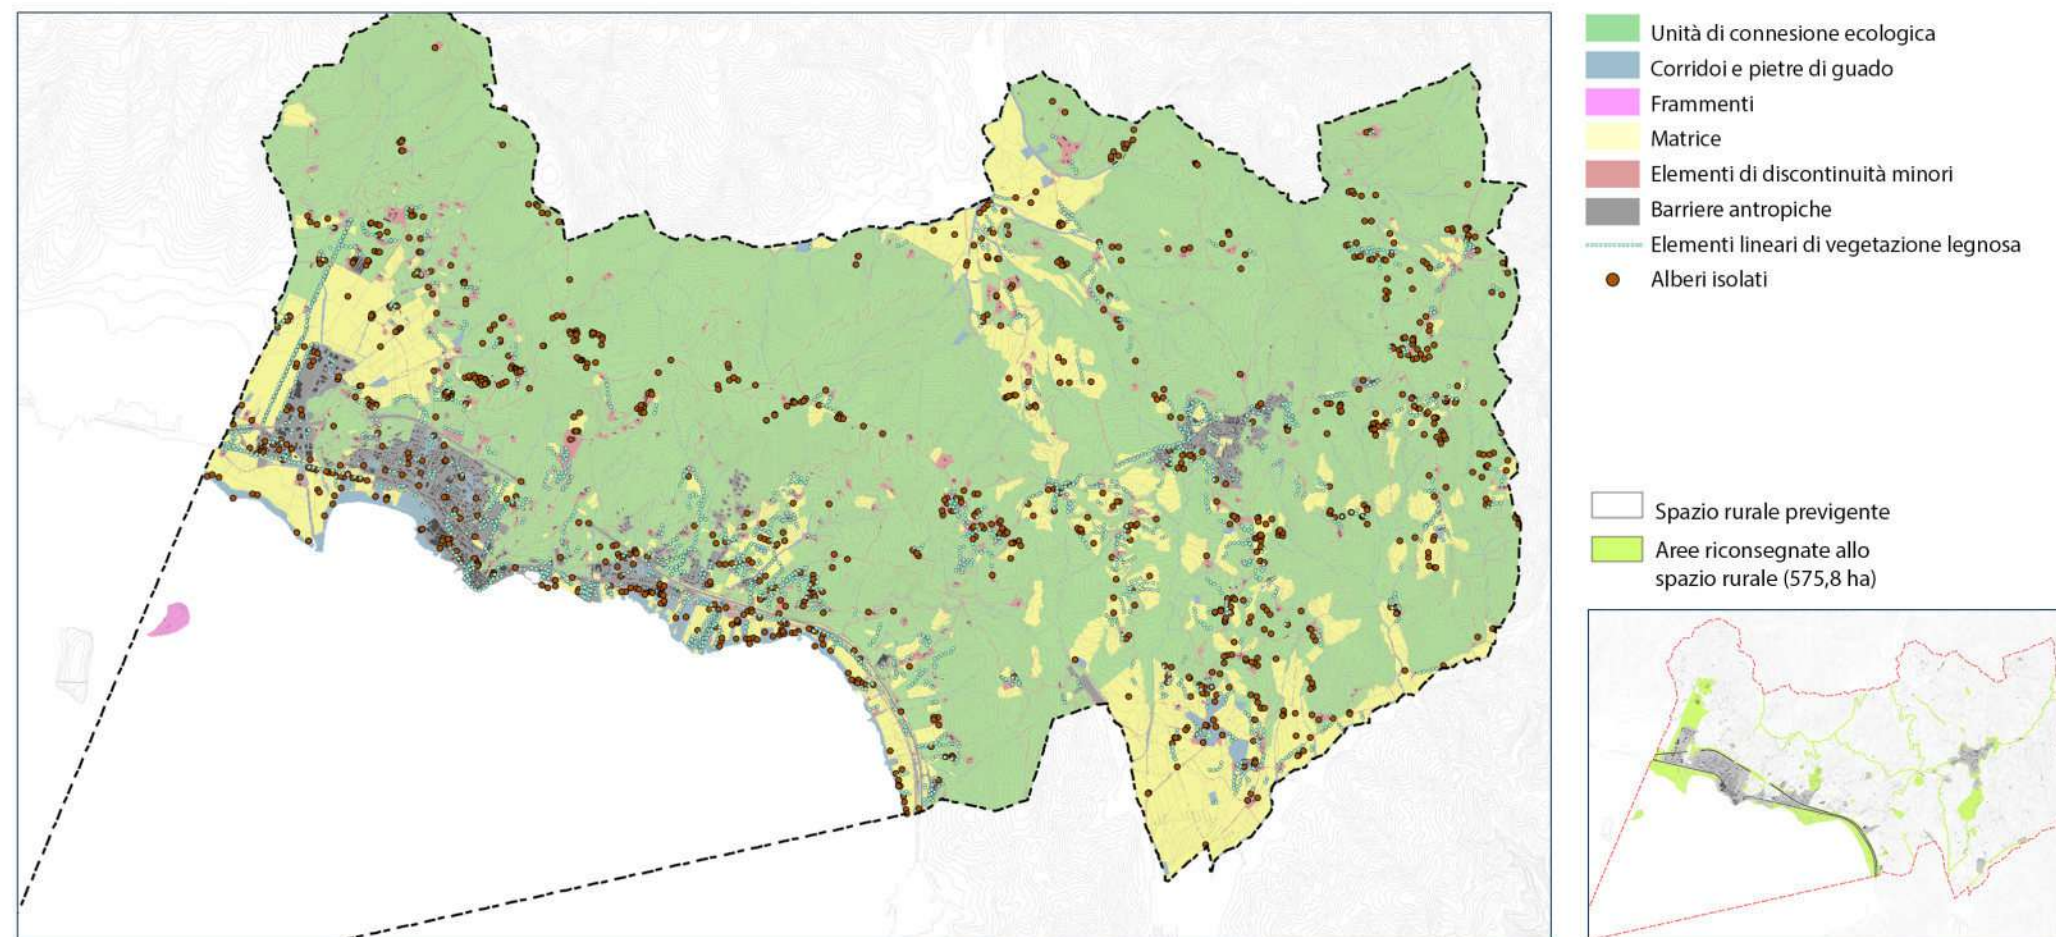 Unità di connesione ecologica
Corridoi e pietre di guado
Frammenti
Matrice
Elementi di discontinuità minori
Barriere antropiche
Elementi lineari di vegetazione legnosa
Alberi isolati
Spazio rurale previgente
Aree riconsegnate allo
spazio rurale (575,8 ha)